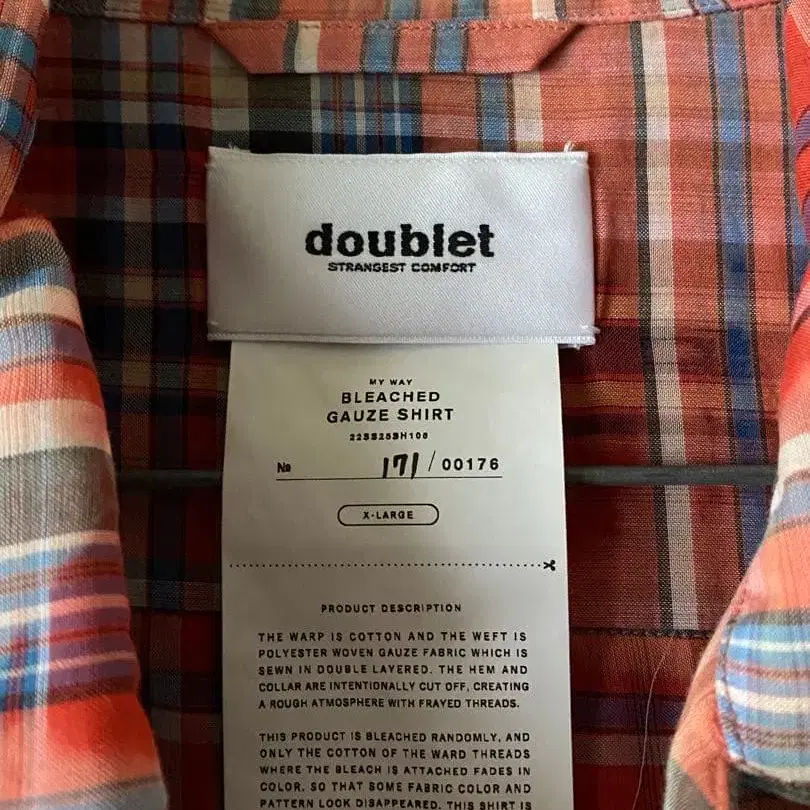 doublet
STRANGEST COMFORT
MY WAY
BLEACHED
GAUZE SHIRT
22SS25SH108
№ 171 / 00176
X-LARGE
PRODUCT DESCRIPTION
THE WARP IS COTTON AND THE WEFT IS
POLYESTER WOVEN GAUZE FABRIC WHICH IS
SEWN IN DOUBLE LAYERED. THE HEM AND
COLLAR ARE INTENTIONALLY CUT OFF, CREATING
A ROUGH ATMOSPHERE WITH FRAYED THREADS.
THIS PRODUCT IS BLEACHED RANDOMLY, AND
ONLY THE COTTON OF THE WARD THREADS
WHERE THE BLEACH IS ATTACHED FADES IN
COLOR, SO THAT SOME FABRIC COLOR AND
PATTERN LOOK DISAPPEARED. THIS SHIRT IS